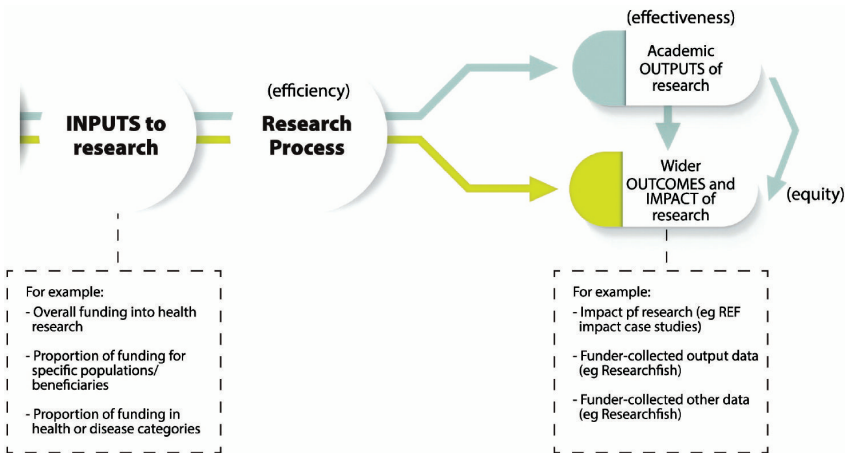 (effectiveness)
Academic
OUTPUTS of
research
(efficiency)
INPUTS to
research
Research
Process
Wider
OUTCOMES and
IMPACT of
research
(equity)
For example:
- Overall funding into health
research
- Proportion of funding for
specific populations/
beneficiaries
- Proportion of funding in
health or disease categories
For example:
- Impact pf research (eg REF
impact case studies)
- Funder-collected output data
(eg Researchfish)
- Funder-collected other data
(eg Researchfish)